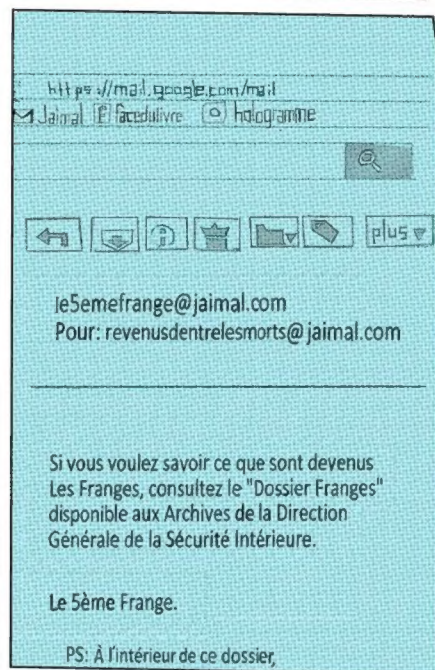 https://mail.google.com/mail
Jaimal facedulivre hologramme
plus
le5emefrange@jaimal.com
Pour: revenusdentrelesmorts@jaimal.com
Si vous voulez savoir ce que sont devenus
Les Franges, consultez le "Dossier Franges"
disponible aux Archives de la Direction
Générale de la Sécurité Intérieure.
Le 5ème Frange.
PS: À l'intérieur de ce dossier,